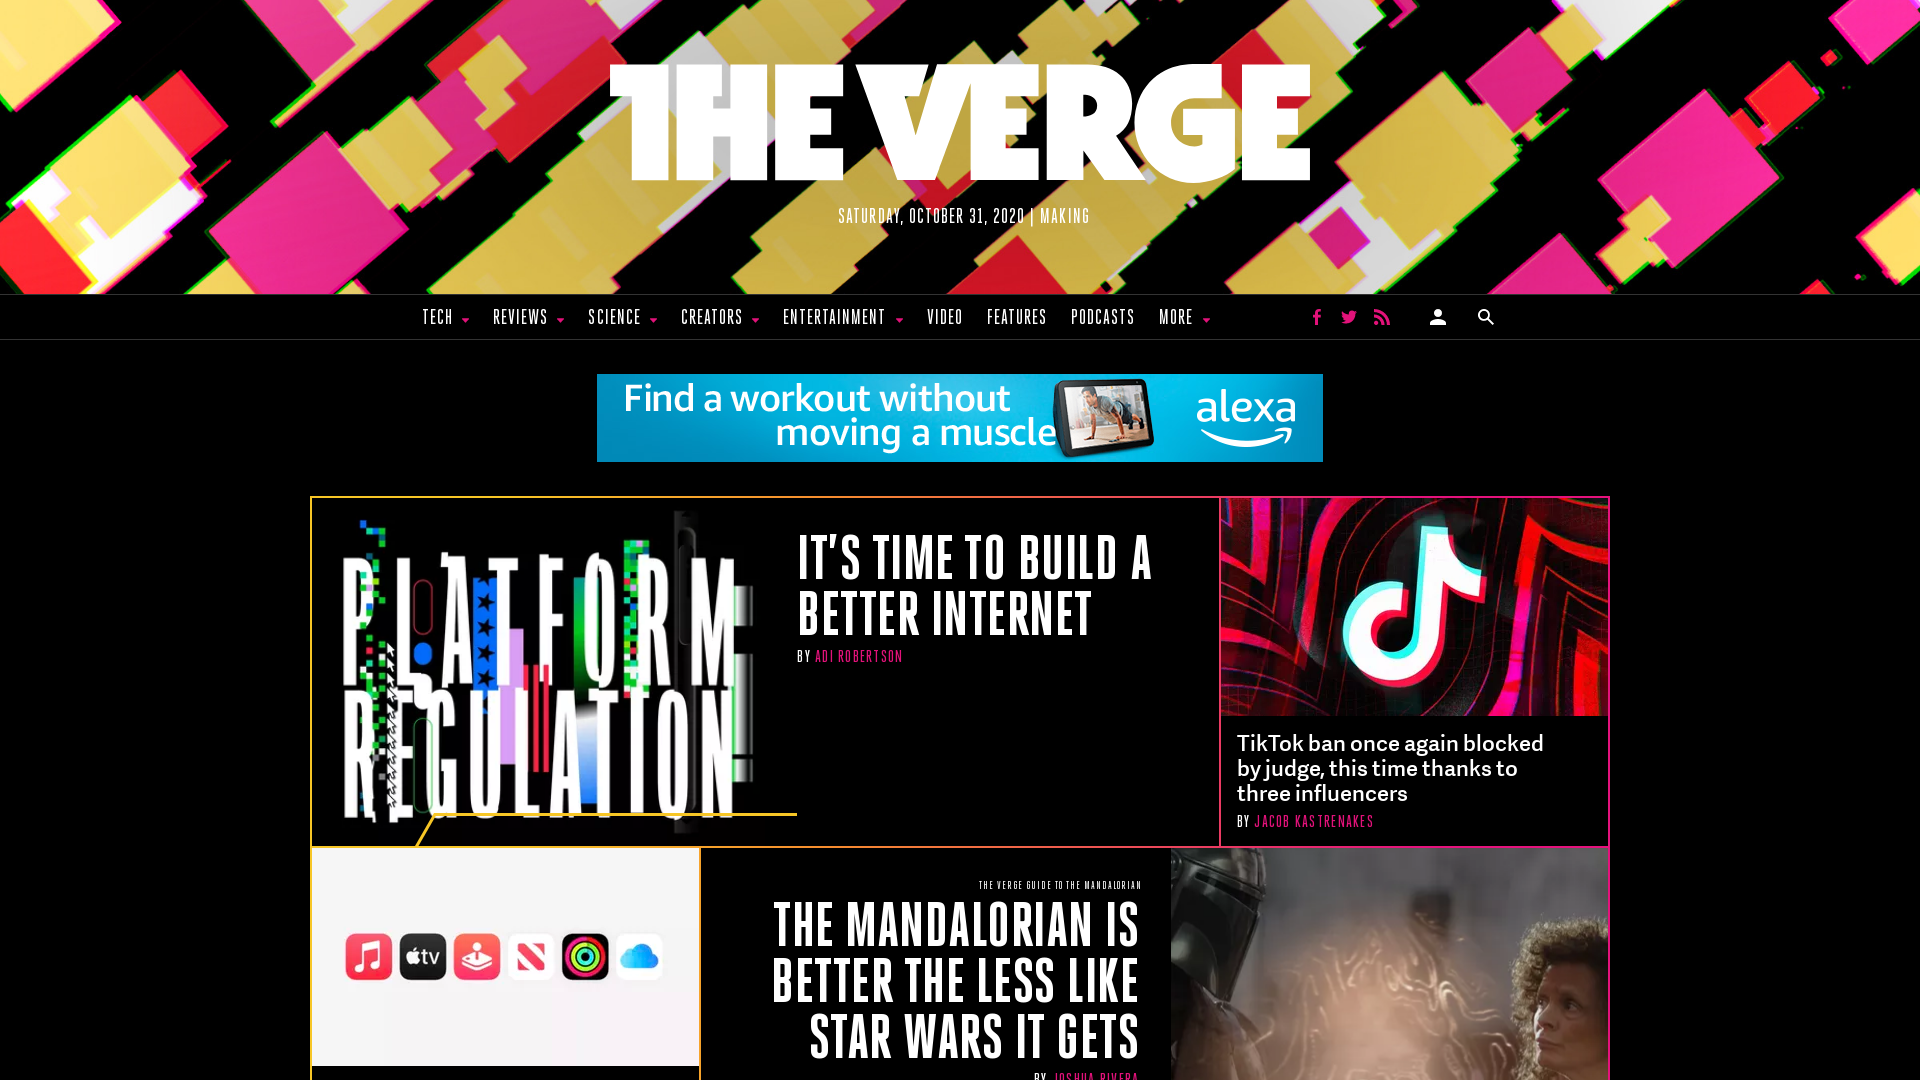 THE VERGE
SATURDAY, OCTOBER 31, 2020 | MAKING
TECH REVIEWS SCIENCE CREATORS ENTERTAINMENT VIDEO FEATURES PODCASTS MORE
Find a workout without
moving a muscle
alexa
PLATFORM
REGULATION
IT'S TIME TO BUILD A
BETTER INTERNET
BY ADI ROBERTSON
TikTok ban once again blocked
by judge, this time thanks to
three influencers
BY JACOB KASTRENAKES
tv
THE VERGE GUIDE TO THE MANDALORIAN
THE MANDALORIAN IS
BETTER THE LESS LIKE
STAR WARS IT GETS
BY JOSHUA RIVERA